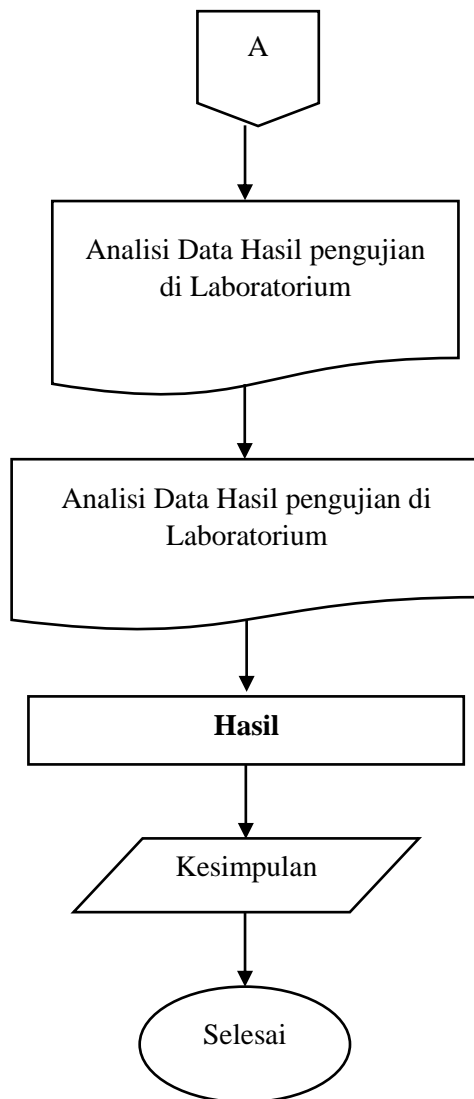 A
Analisi Data Hasil pengujian
di Laboratorium
Analisi Data Hasil pengujian di
Laboratorium
Hasil
Kesimpulan
Selesai